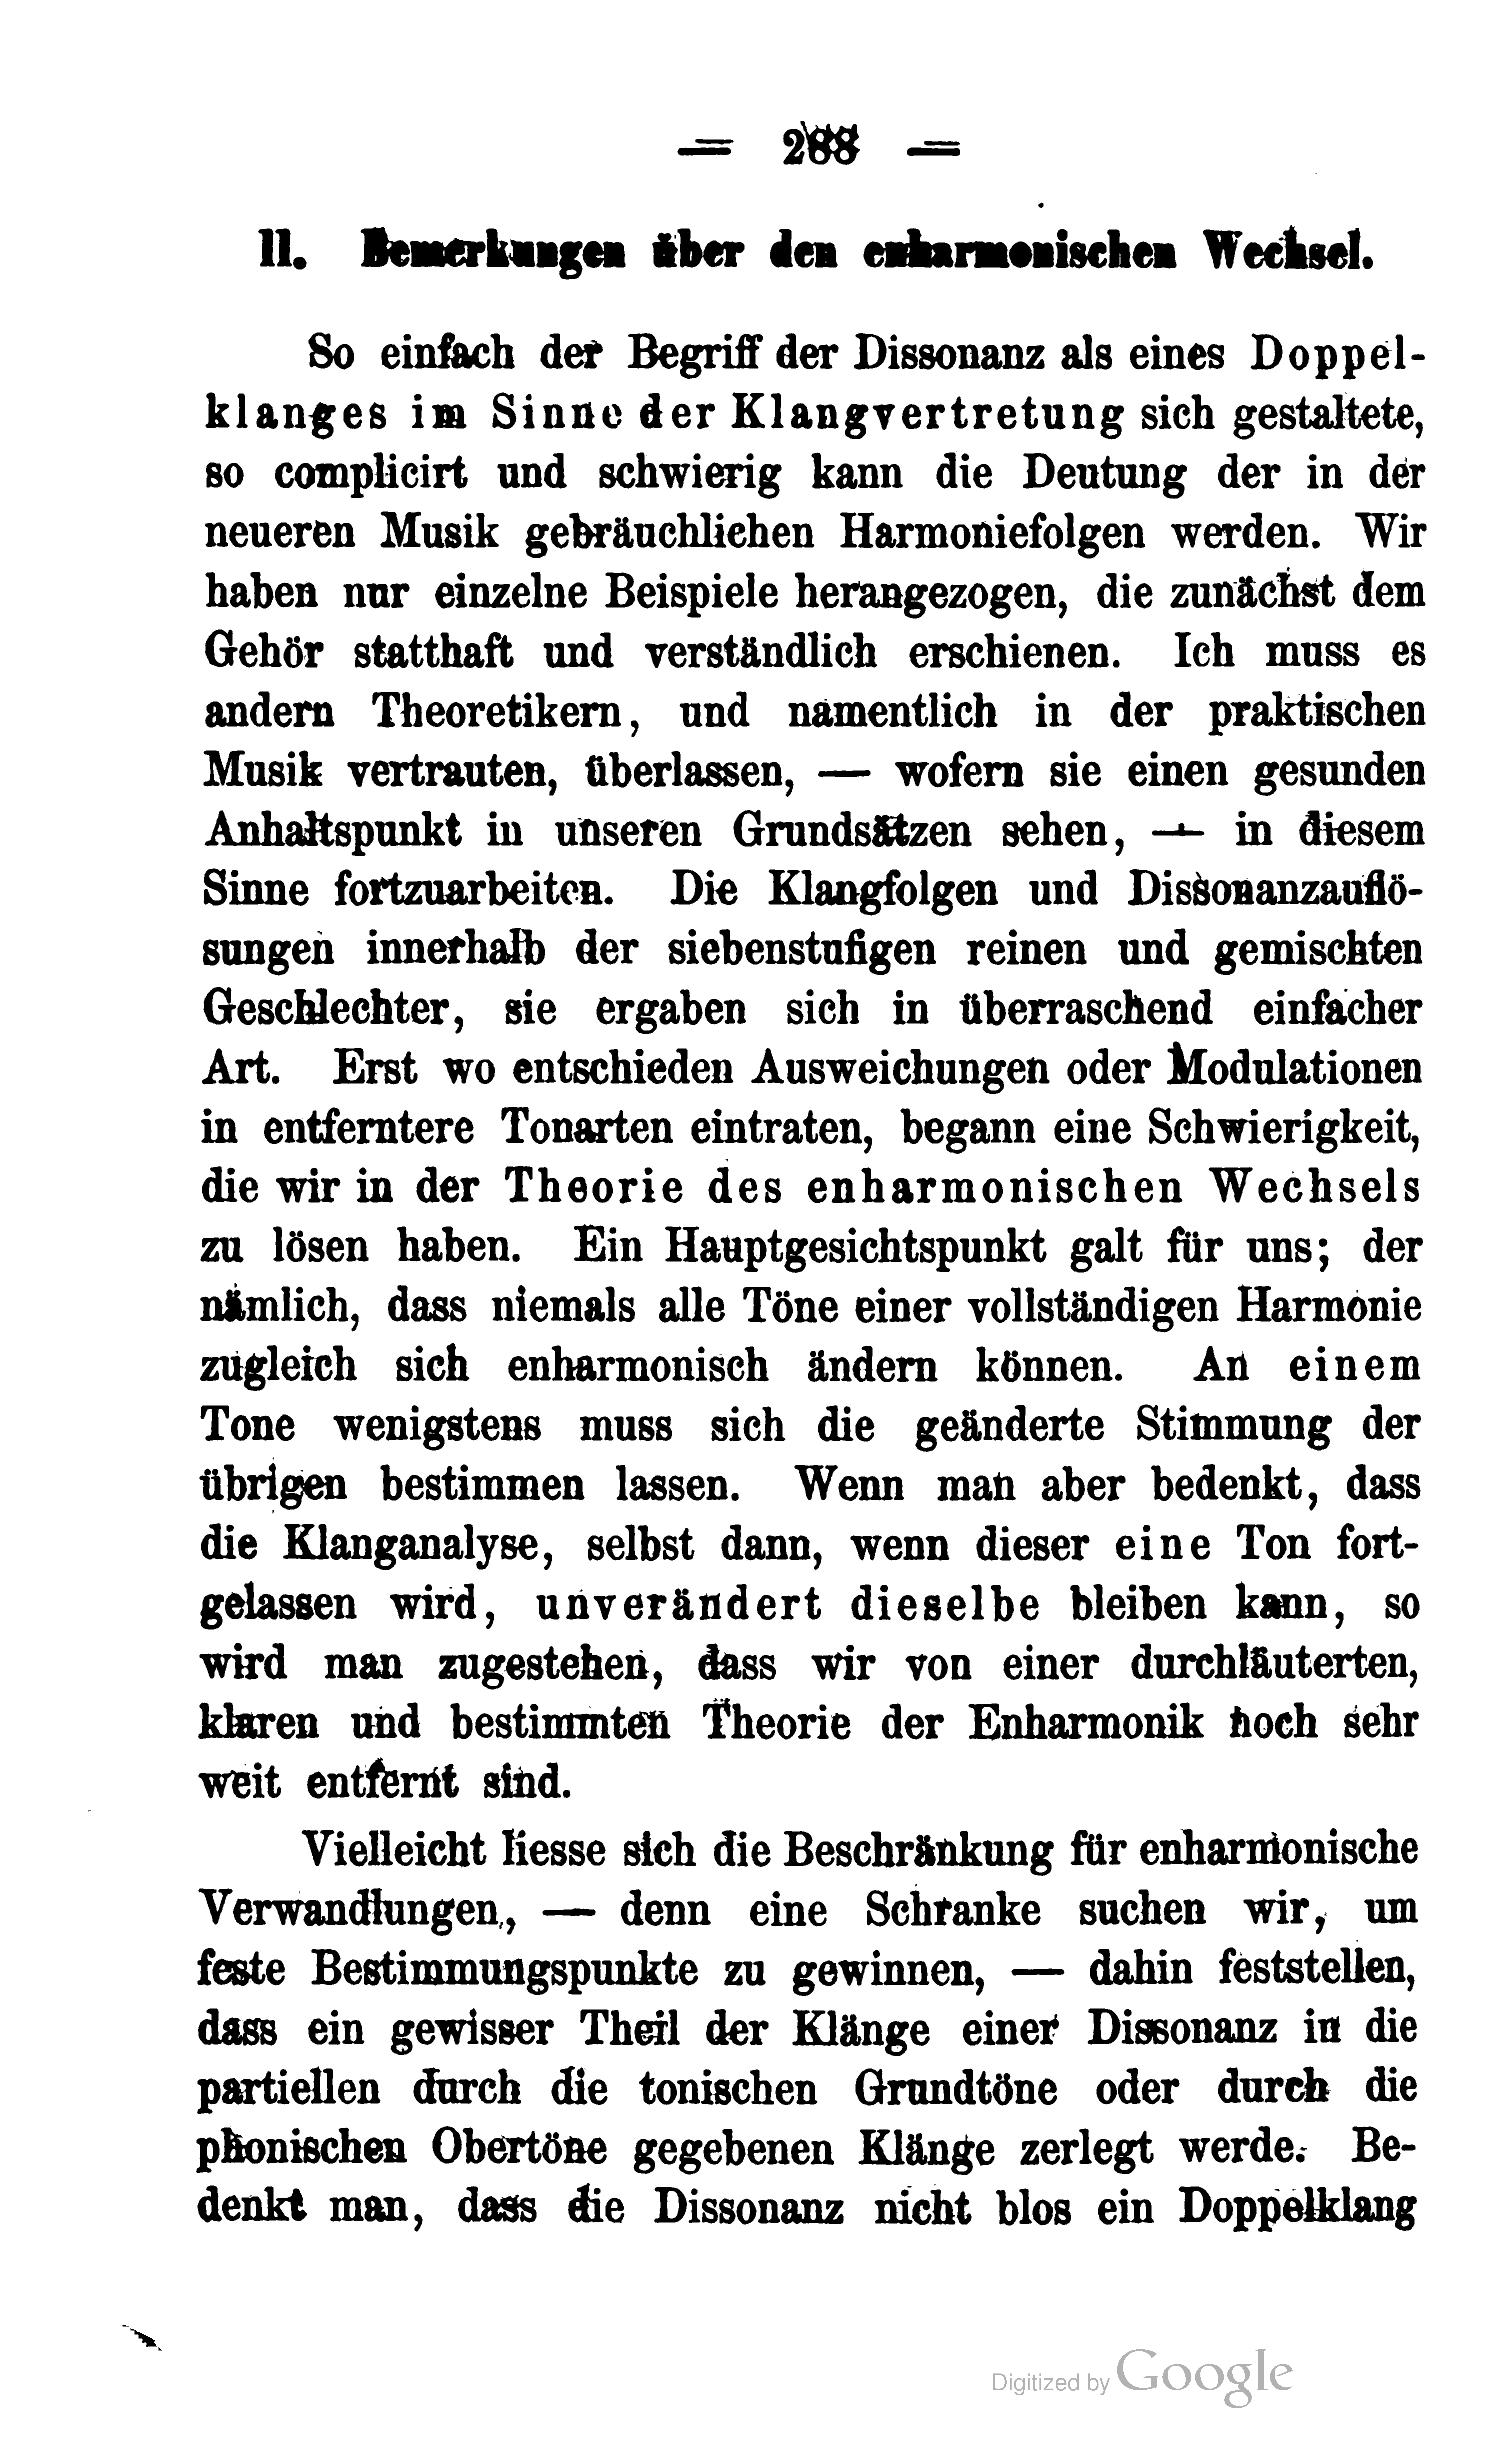 — 288 —
II. Bemerkungen über den enharmonischen Wechsel.
So einfach der Begriff der Dissonanz als eines Doppel-
klanges im Sinne der Klangvertretung sich gestaltete,
so complicirt und schwierig kann die Deutung der in der
neueren Musik gebräuchlichen Harmoniefolgen werden. Wir
haben nur einzelne Beispiele herangezogen, die zunächst dem
Gehör statthaft und verständlich erschienen. Ich muss es
andern Theoretikern, und namentlich in der praktischen
Musik vertrauten, überlassen, — wofern sie einen gesunden
Anhaltspunkt in unseren Grundsätzen sehen, — in diesem
Sinne fortzuarbeiten. Die Klangfolgen und Dissonanzauflö-
sungen innerhalb der siebenstufigen reinen und gemischten
Geschlechter, sie ergaben sich in überraschend einfacher
Art. Erst wo entschieden Ausweichungen oder Modulationen
in entferntere Tonarten eintraten, begann eine Schwierigkeit,
die wir in der Theorie des enharmonischen Wechsels
zu lösen haben. Ein Hauptgesichtspunkt galt für uns; der
nämlich, dass niemals alle Töne einer vollständigen Harmonie
zugleich sich enharmonisch ändern können. An einem
Tone wenigstens muss sich die geänderte Stimmung der
übrigen bestimmen lassen. Wenn man aber bedenkt, dass
die Klanganalyse, selbst dann, wenn dieser eine Ton fort-
gelassen wird, unverändert dieselbe bleiben kann, so
wird man zugestehen, dass wir von einer durchläuterten,
klaren und bestimmten Theorie der Enharmonik noch sehr
weit entfernt sind.
Vielleicht liesse sich die Beschränkung für enharmonische
Verwandlungen, — denn eine Schranke suchen wir, um
feste Bestimmungspunkte zu gewinnen, — dahin feststellen,
dass ein gewisser Theil der Klänge einer Dissonanz in die
partiellen durch die tonischen Grundtöne oder durch die
phonischen Obertöne gegebenen Klänge zerlegt werde. Be-
denkt man, dass die Dissonanz nicht blos ein Doppelklang
Digitized by Google